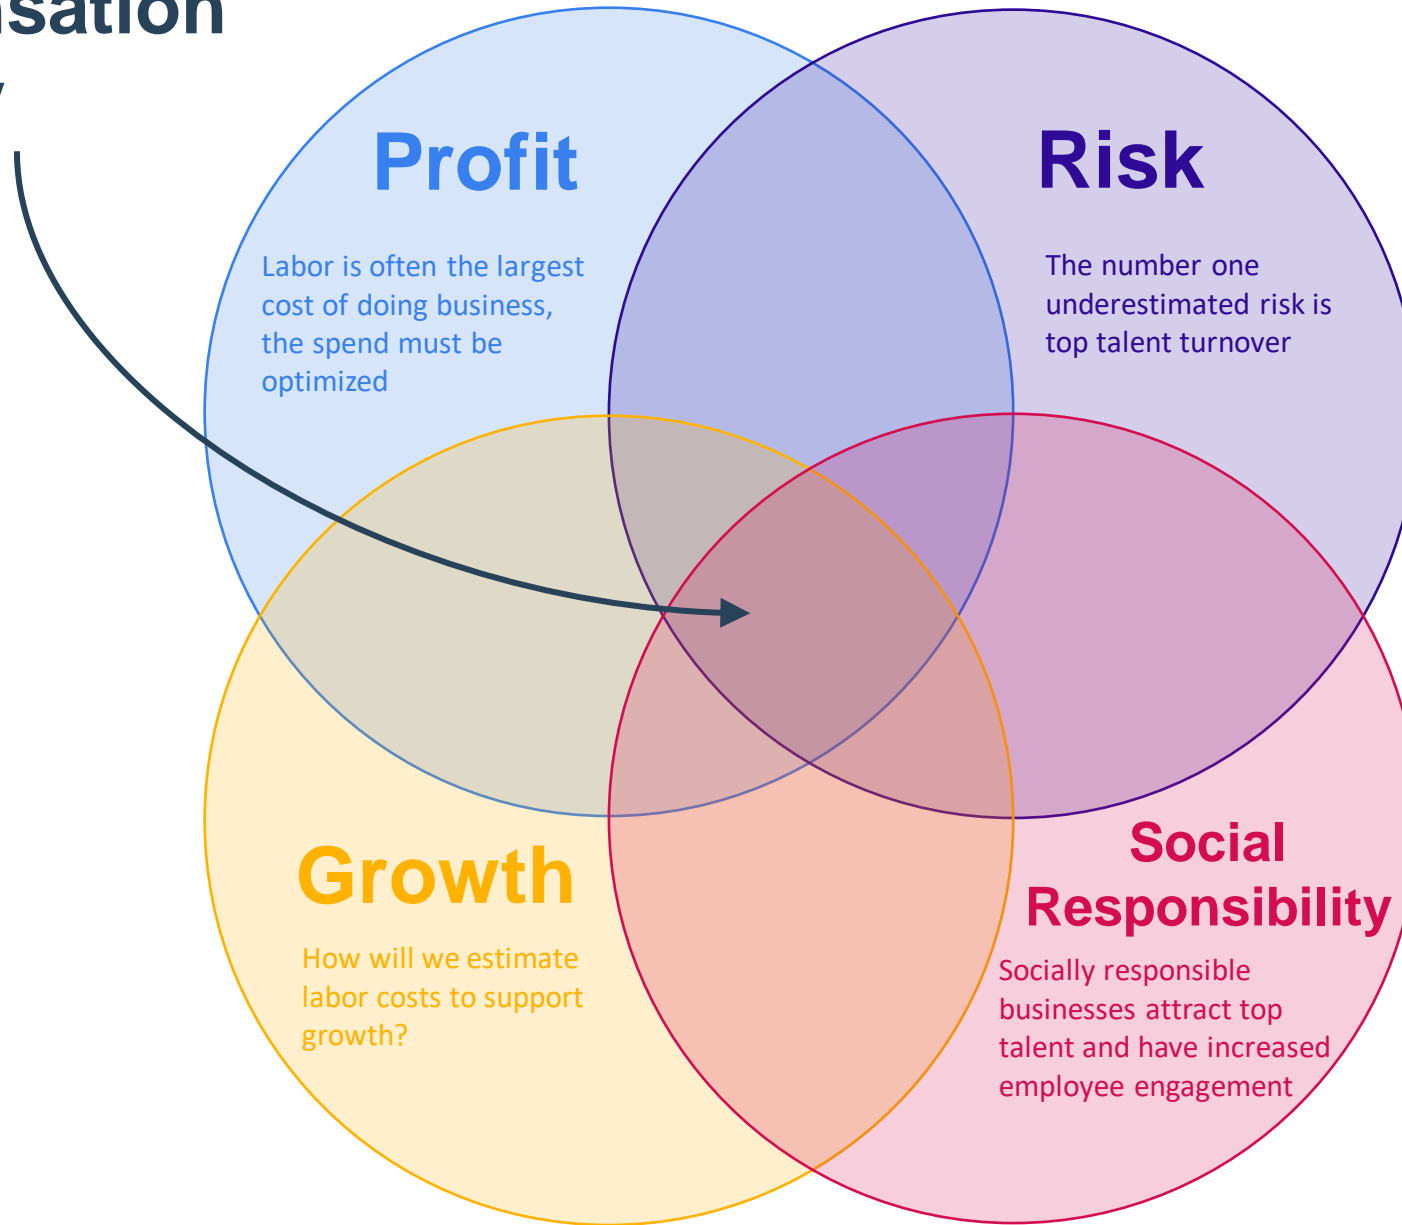 nsation
Profit
Labor is often the largest
cost of doing business,
the spend must be
optimized
Risk
The number one
underestimated risk is
top talent turnover
Growth
How will we estimate
labor costs to support
growth?
Social
Responsibility
Socially responsible
businesses attract top
talent and have increased
employee engagement